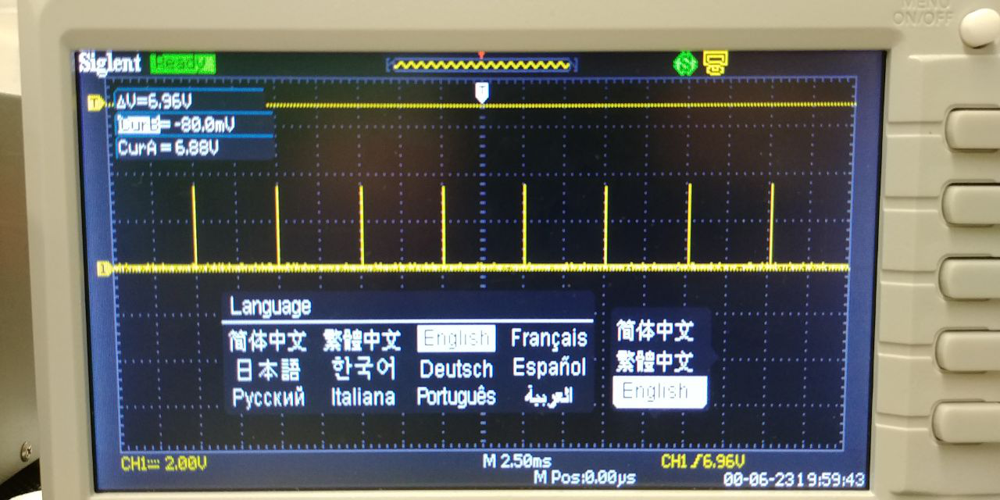 MENU
ON/OFF
Siglent Ready
T
T
ΔV=6.96V
CurB= -80.0mV
CurA = 6.88V
1
Language
简体中文 繁體中文 English Français
日本語 한국어 Deutsch Español
Русский Italiana Português العربية
简体中文
繁體中文
English
CH1 2.00V M 2.50ms CH1 6.96V
M Pos:0.00µs 00-06-23 19:59:43